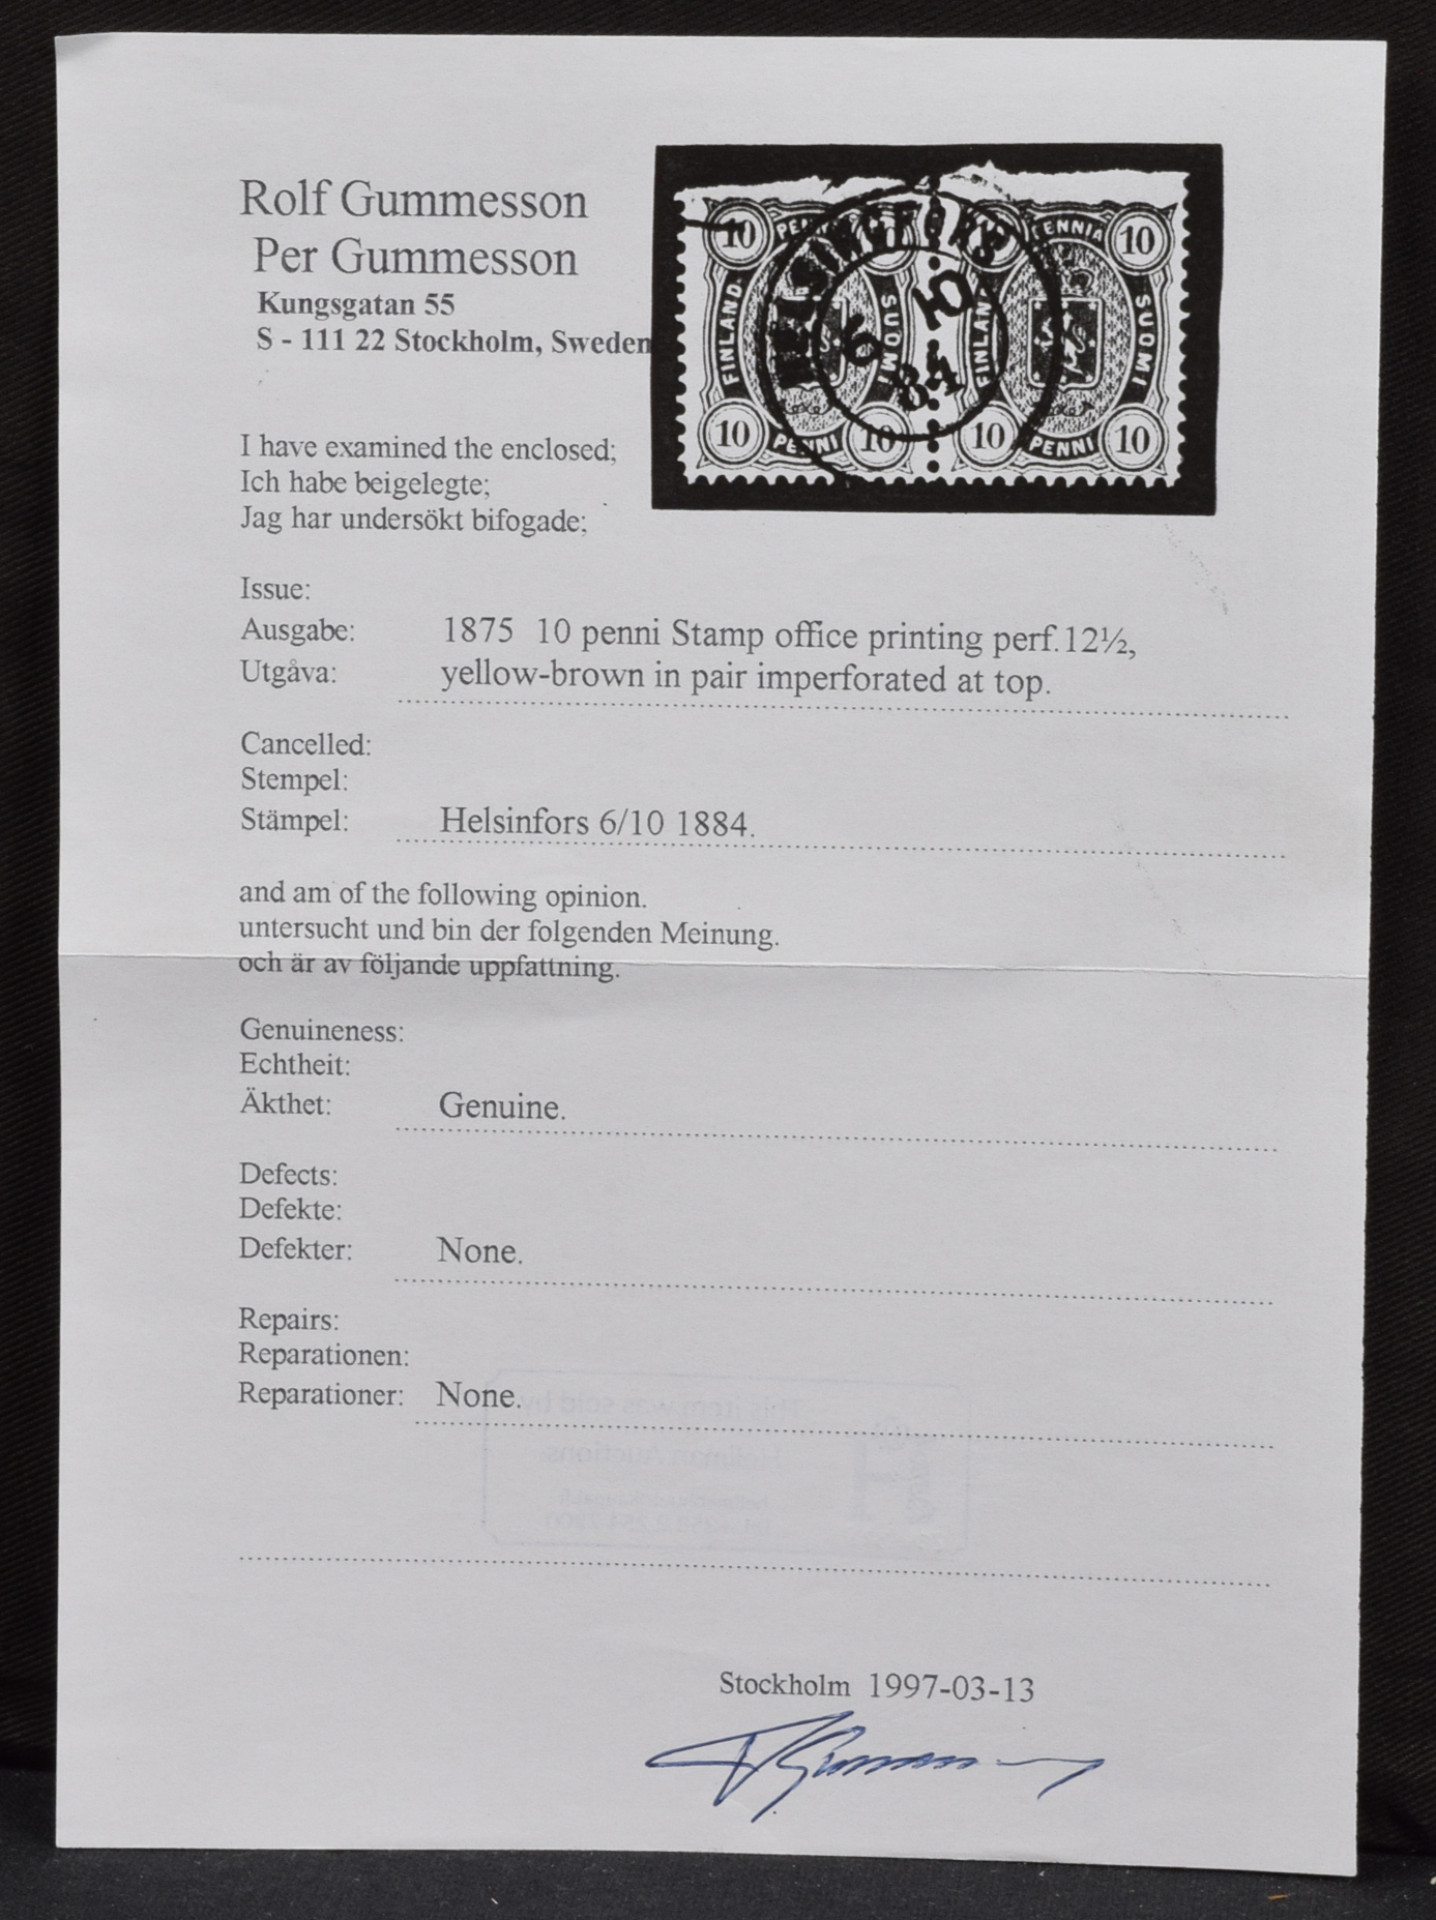 Rolf Gummesson
Per Gummesson
Kungsgatan 55
S - 111 22 Stockholm, Sweden
10 PENNI 10 PENNIA 10
FINLAND SUOMI FINLAND SUOMI
HELSINGFORS
6 10
84
10 PENNI 10 10 PENNI 10
I have examined the enclosed;
Ich habe beigelegte;
Jag har undersökt bifogade;
Issue:
Ausgabe: 1875 10 penni Stamp office printing perf.12½,
Utgåva: yellow-brown in pair imperforated at top.
Cancelled:
Stempel:
Stämpel: Helsinfors 6/10 1884.
and am of the following opinion.
untersucht und bin der folgenden Meinung.
och är av följande uppfattning.
Genuineness:
Echtheit:
Äkthet: Genuine.
Defects:
Defekte:
Defekter: None.
Repairs:
Reparationen:
Reparationer: None.
Stockholm 1997-03-13